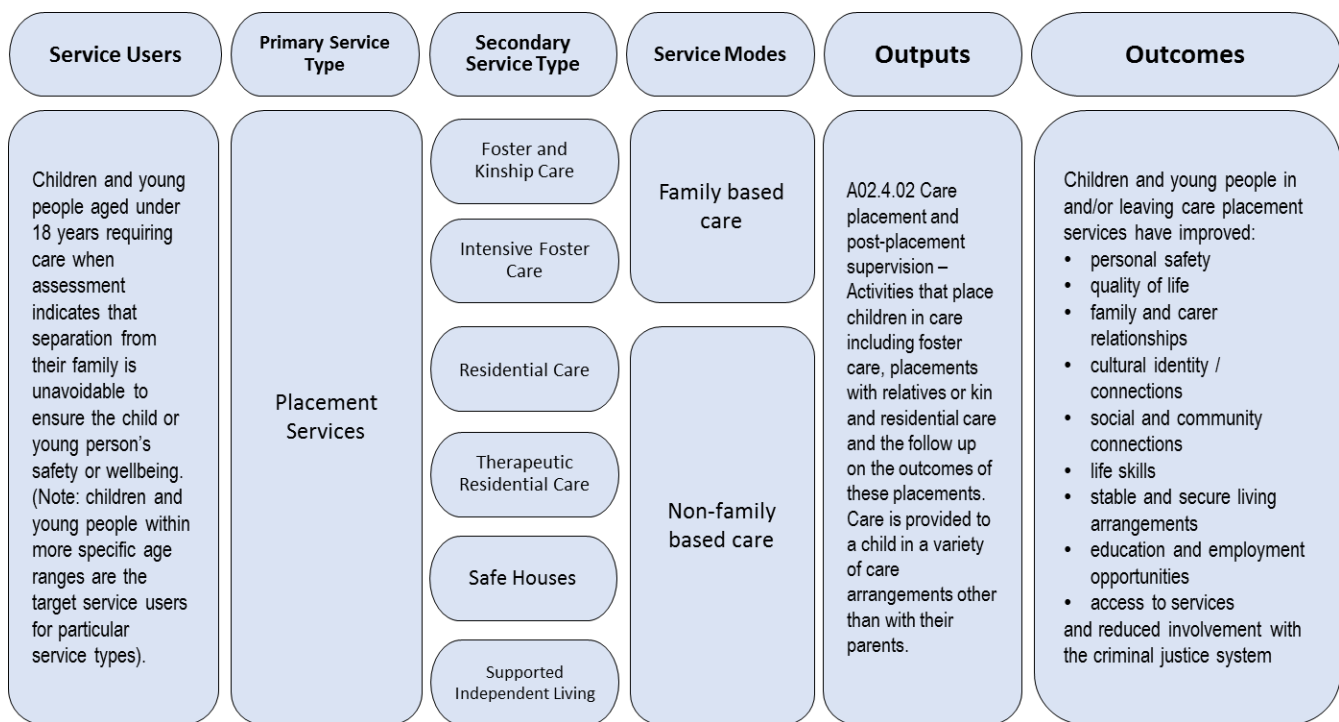 Service Users
Primary Service
Type
Secondary
Service Type
Service Modes
Outputs
Outcomes
Children and young
people aged under
18 years requiring
care when
assessment
indicates that
separation from
their family is
unavoidable to
ensure the child or
young person’s
safety or wellbeing.
(Note: children and
young people within
more specific age
ranges are the
target service users
for particular
service types).
Placement
Services
Foster and
Kinship Care
Intensive Foster
Care
Residential Care
Therapeutic
Residential Care
Safe Houses
Supported
Independent Living
Family based
care
Non-family
based care
A02.4.02 Care
placement and
post-placement
supervision –
Activities that place
children in care
including foster
care, placements
with relatives or kin
and residential care
and the follow up
on the outcomes of
these placements.
Care is provided to
a child in a variety
of care
arrangements other
than with their
parents.
Children and young people in
and/or leaving care placement
services have improved:
• personal safety
• quality of life
• family and carer
relationships
• cultural identity /
connections
• social and community
connections
• life skills
• stable and secure living
arrangements
• education and employment
opportunities
• access to services
and reduced involvement with
the criminal justice system